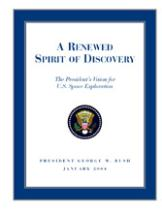 A RENEWED
SPIRIT OF DISCOVERY
The President's Vision for
U.S. Space Exploration
PRESIDENT GEORGE W. BUSH
JANUARY 2004